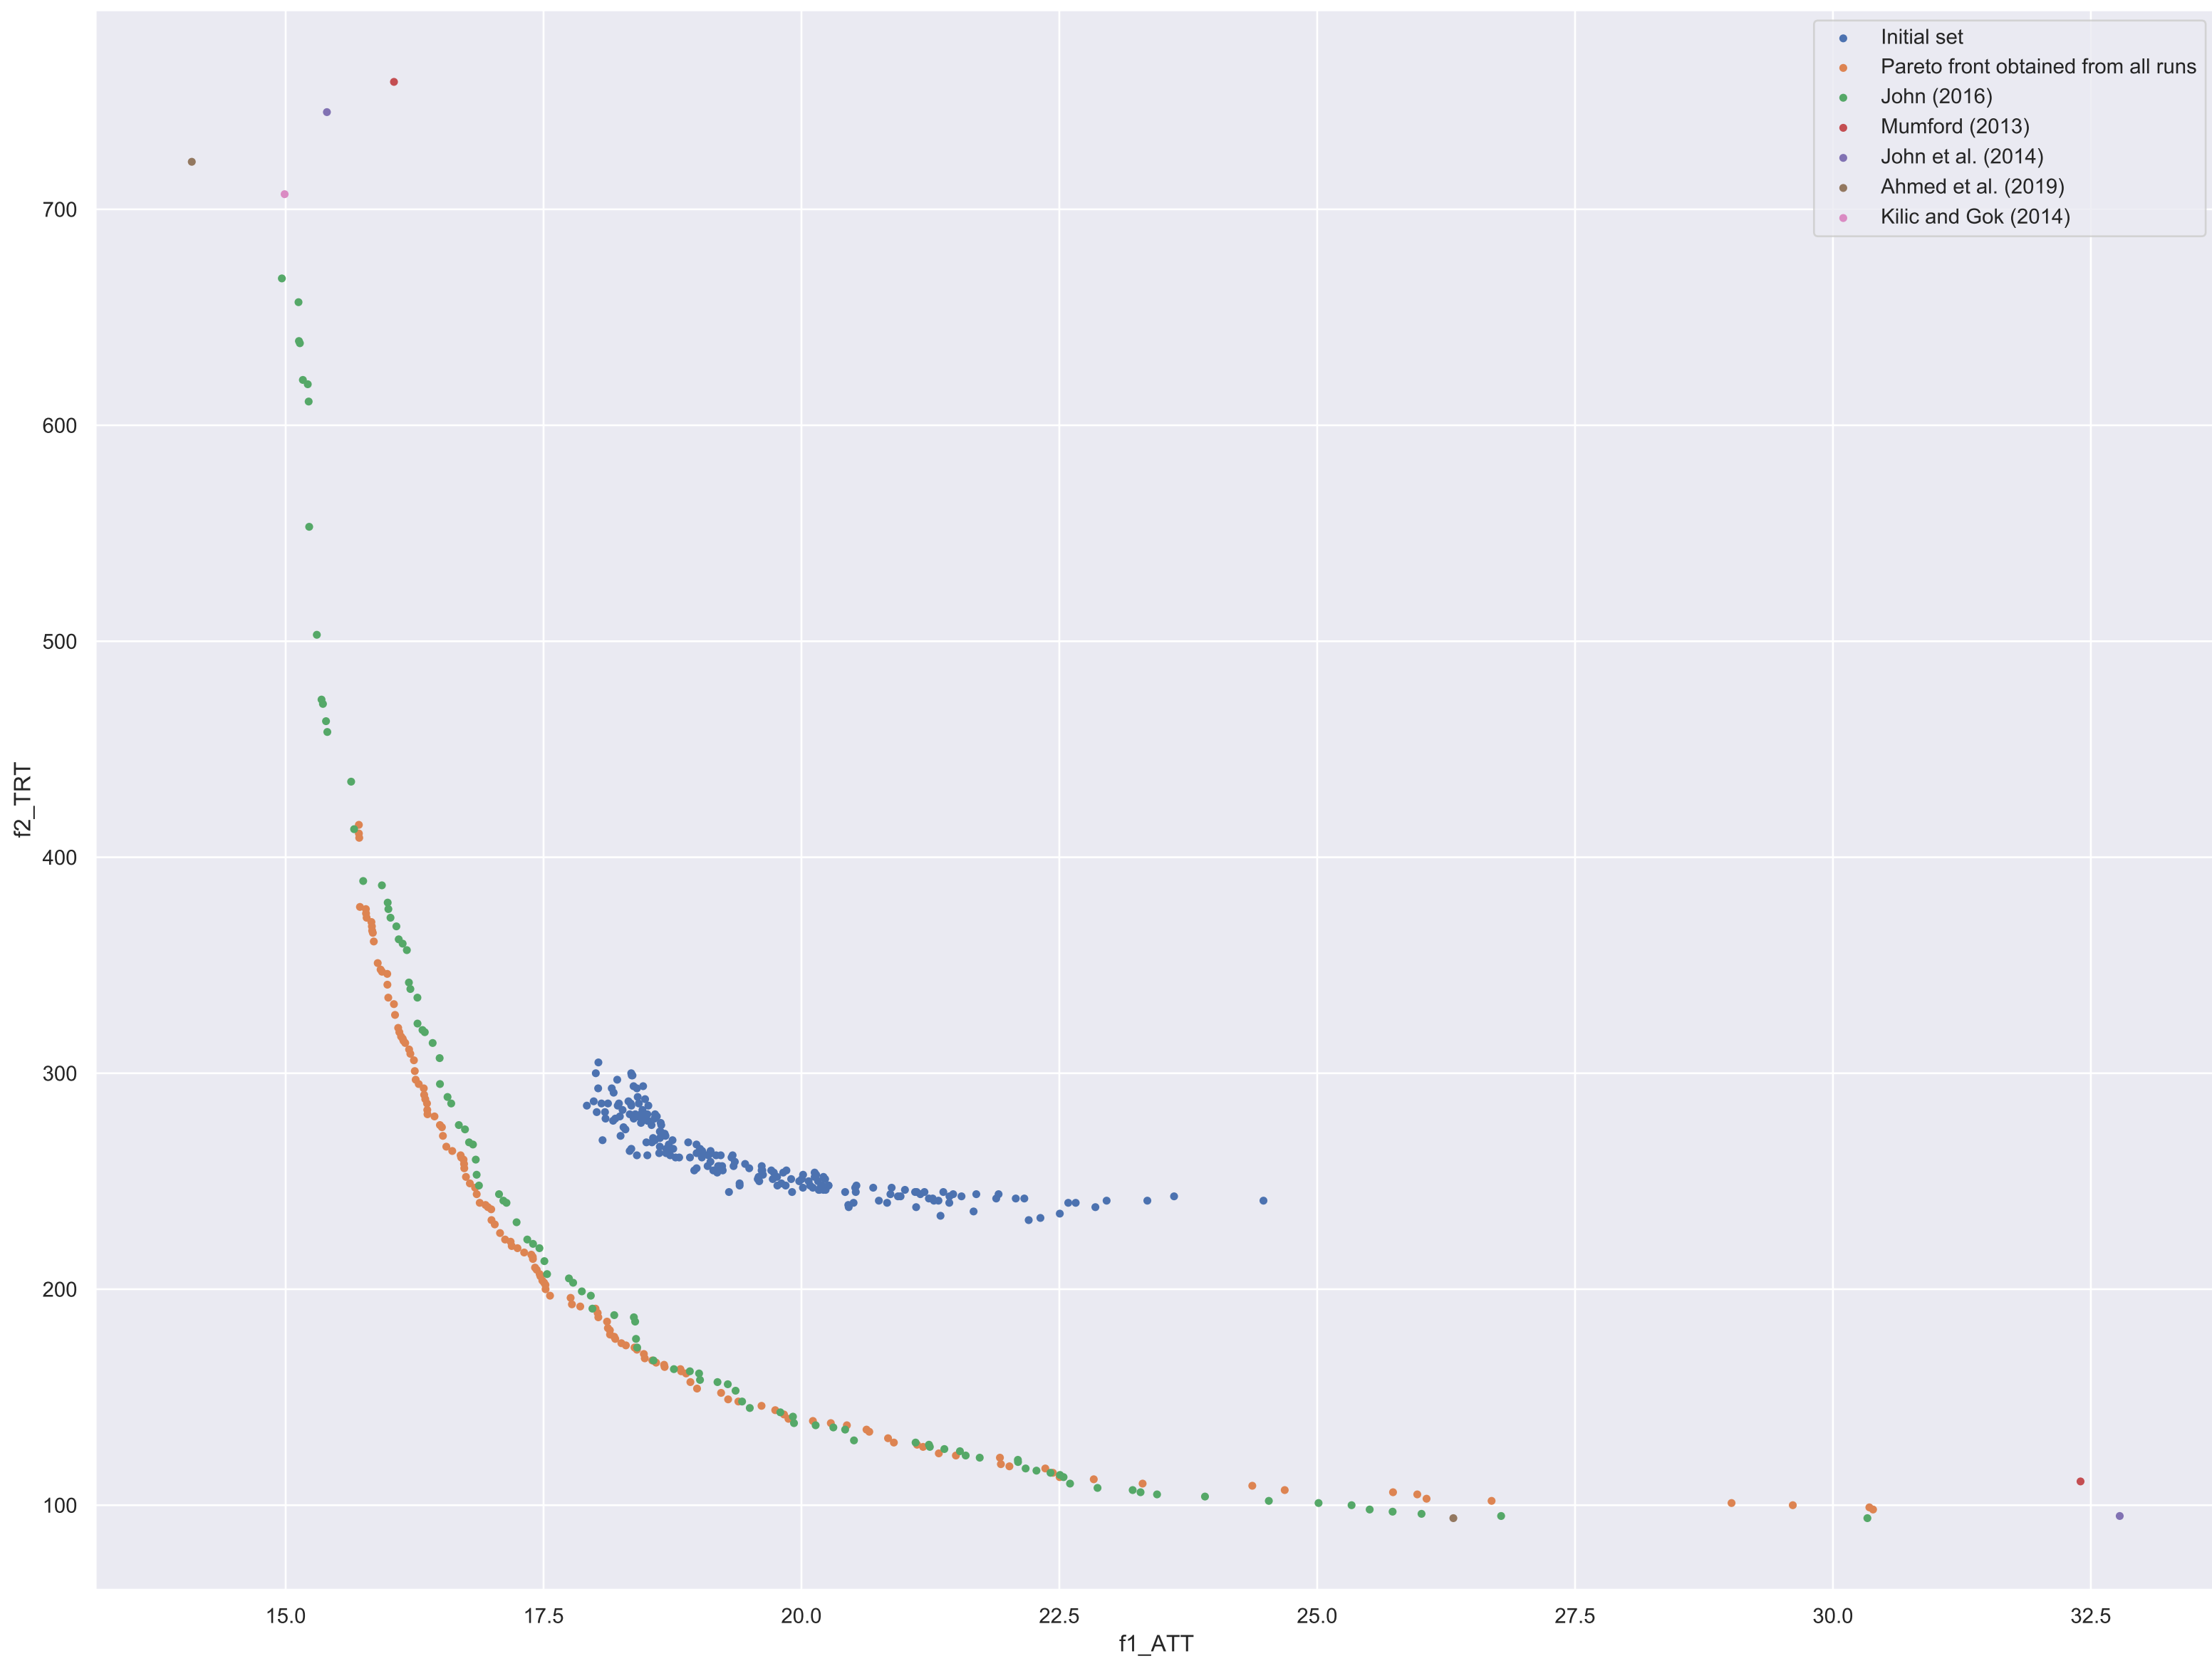 Initial set
Pareto front obtained from all runs
John (2016)
Mumford (2013)
John et al. (2014)
Ahmed et al. (2019)
Kilic and Gok (2014)
700
600
500
400
300
200
100
f2_TRT
15.0 17.5 20.0 22.5 25.0 27.5 30.0 32.5
f1_ATT